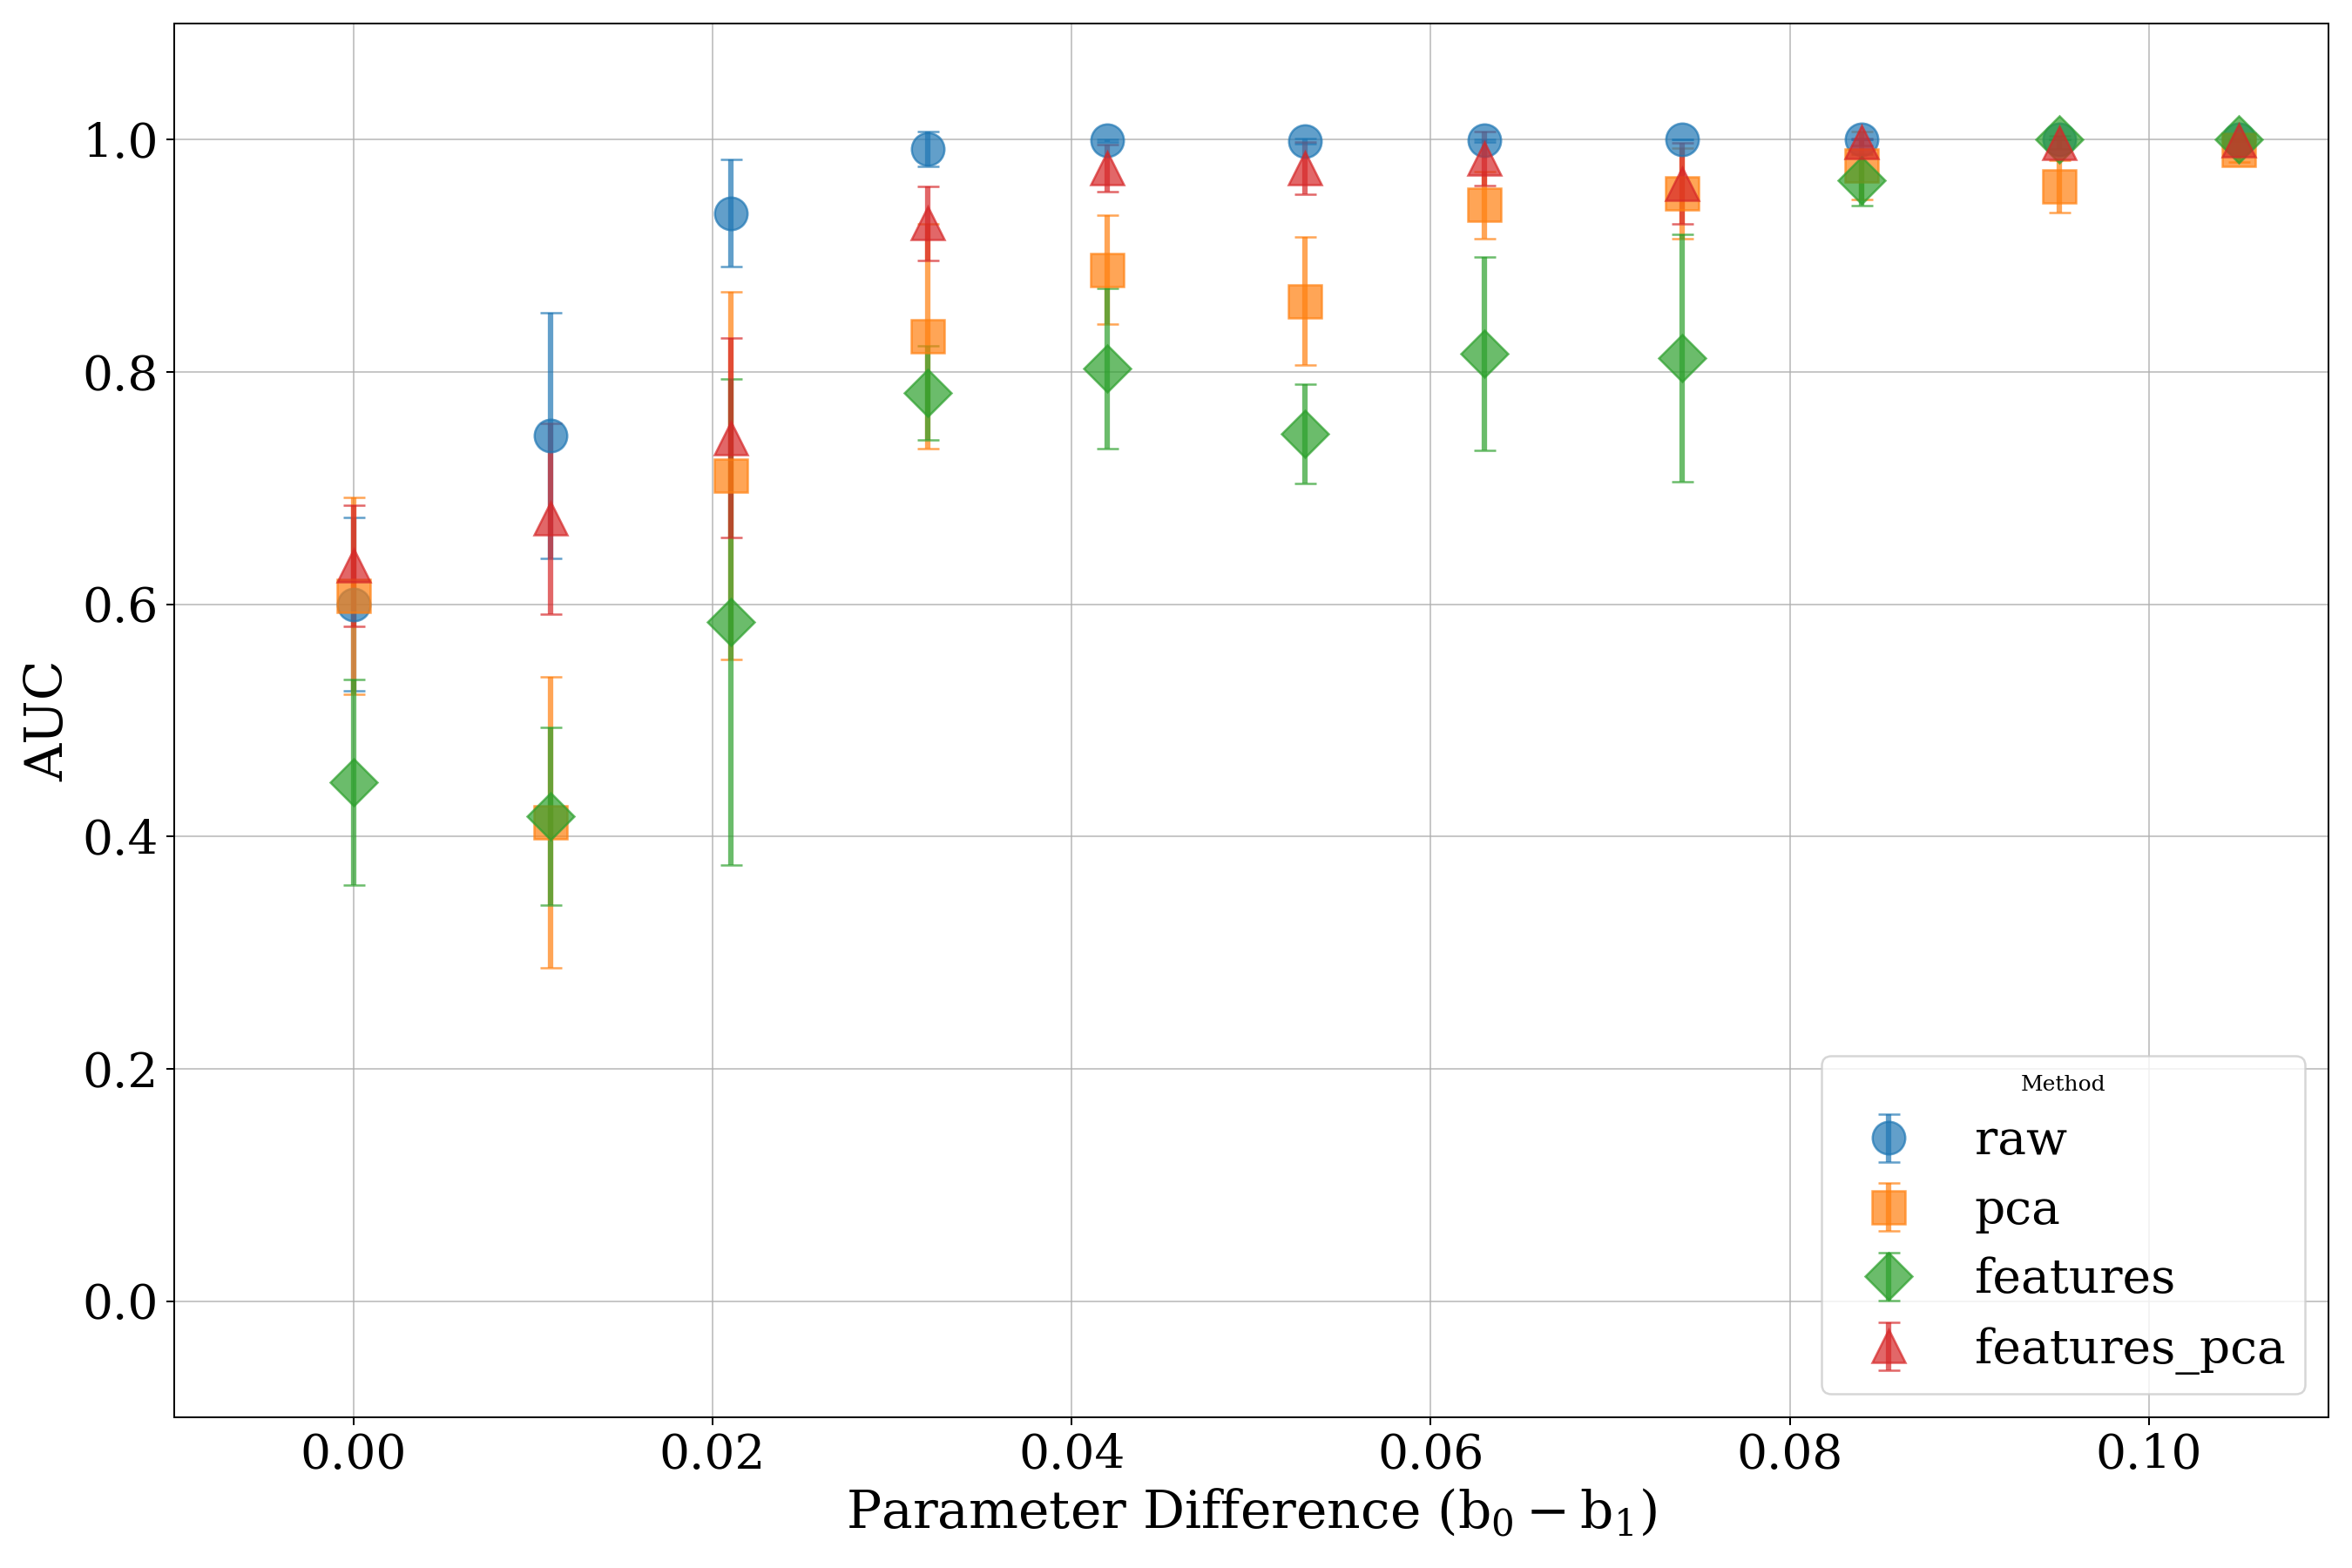 1.0
0.8
0.6
0.4
0.2
0.0
AUC
0.00 0.02 0.04 0.06 0.08 0.10
Parameter Difference (b₀ − b₁)
Method
raw
pca
features
features_pca